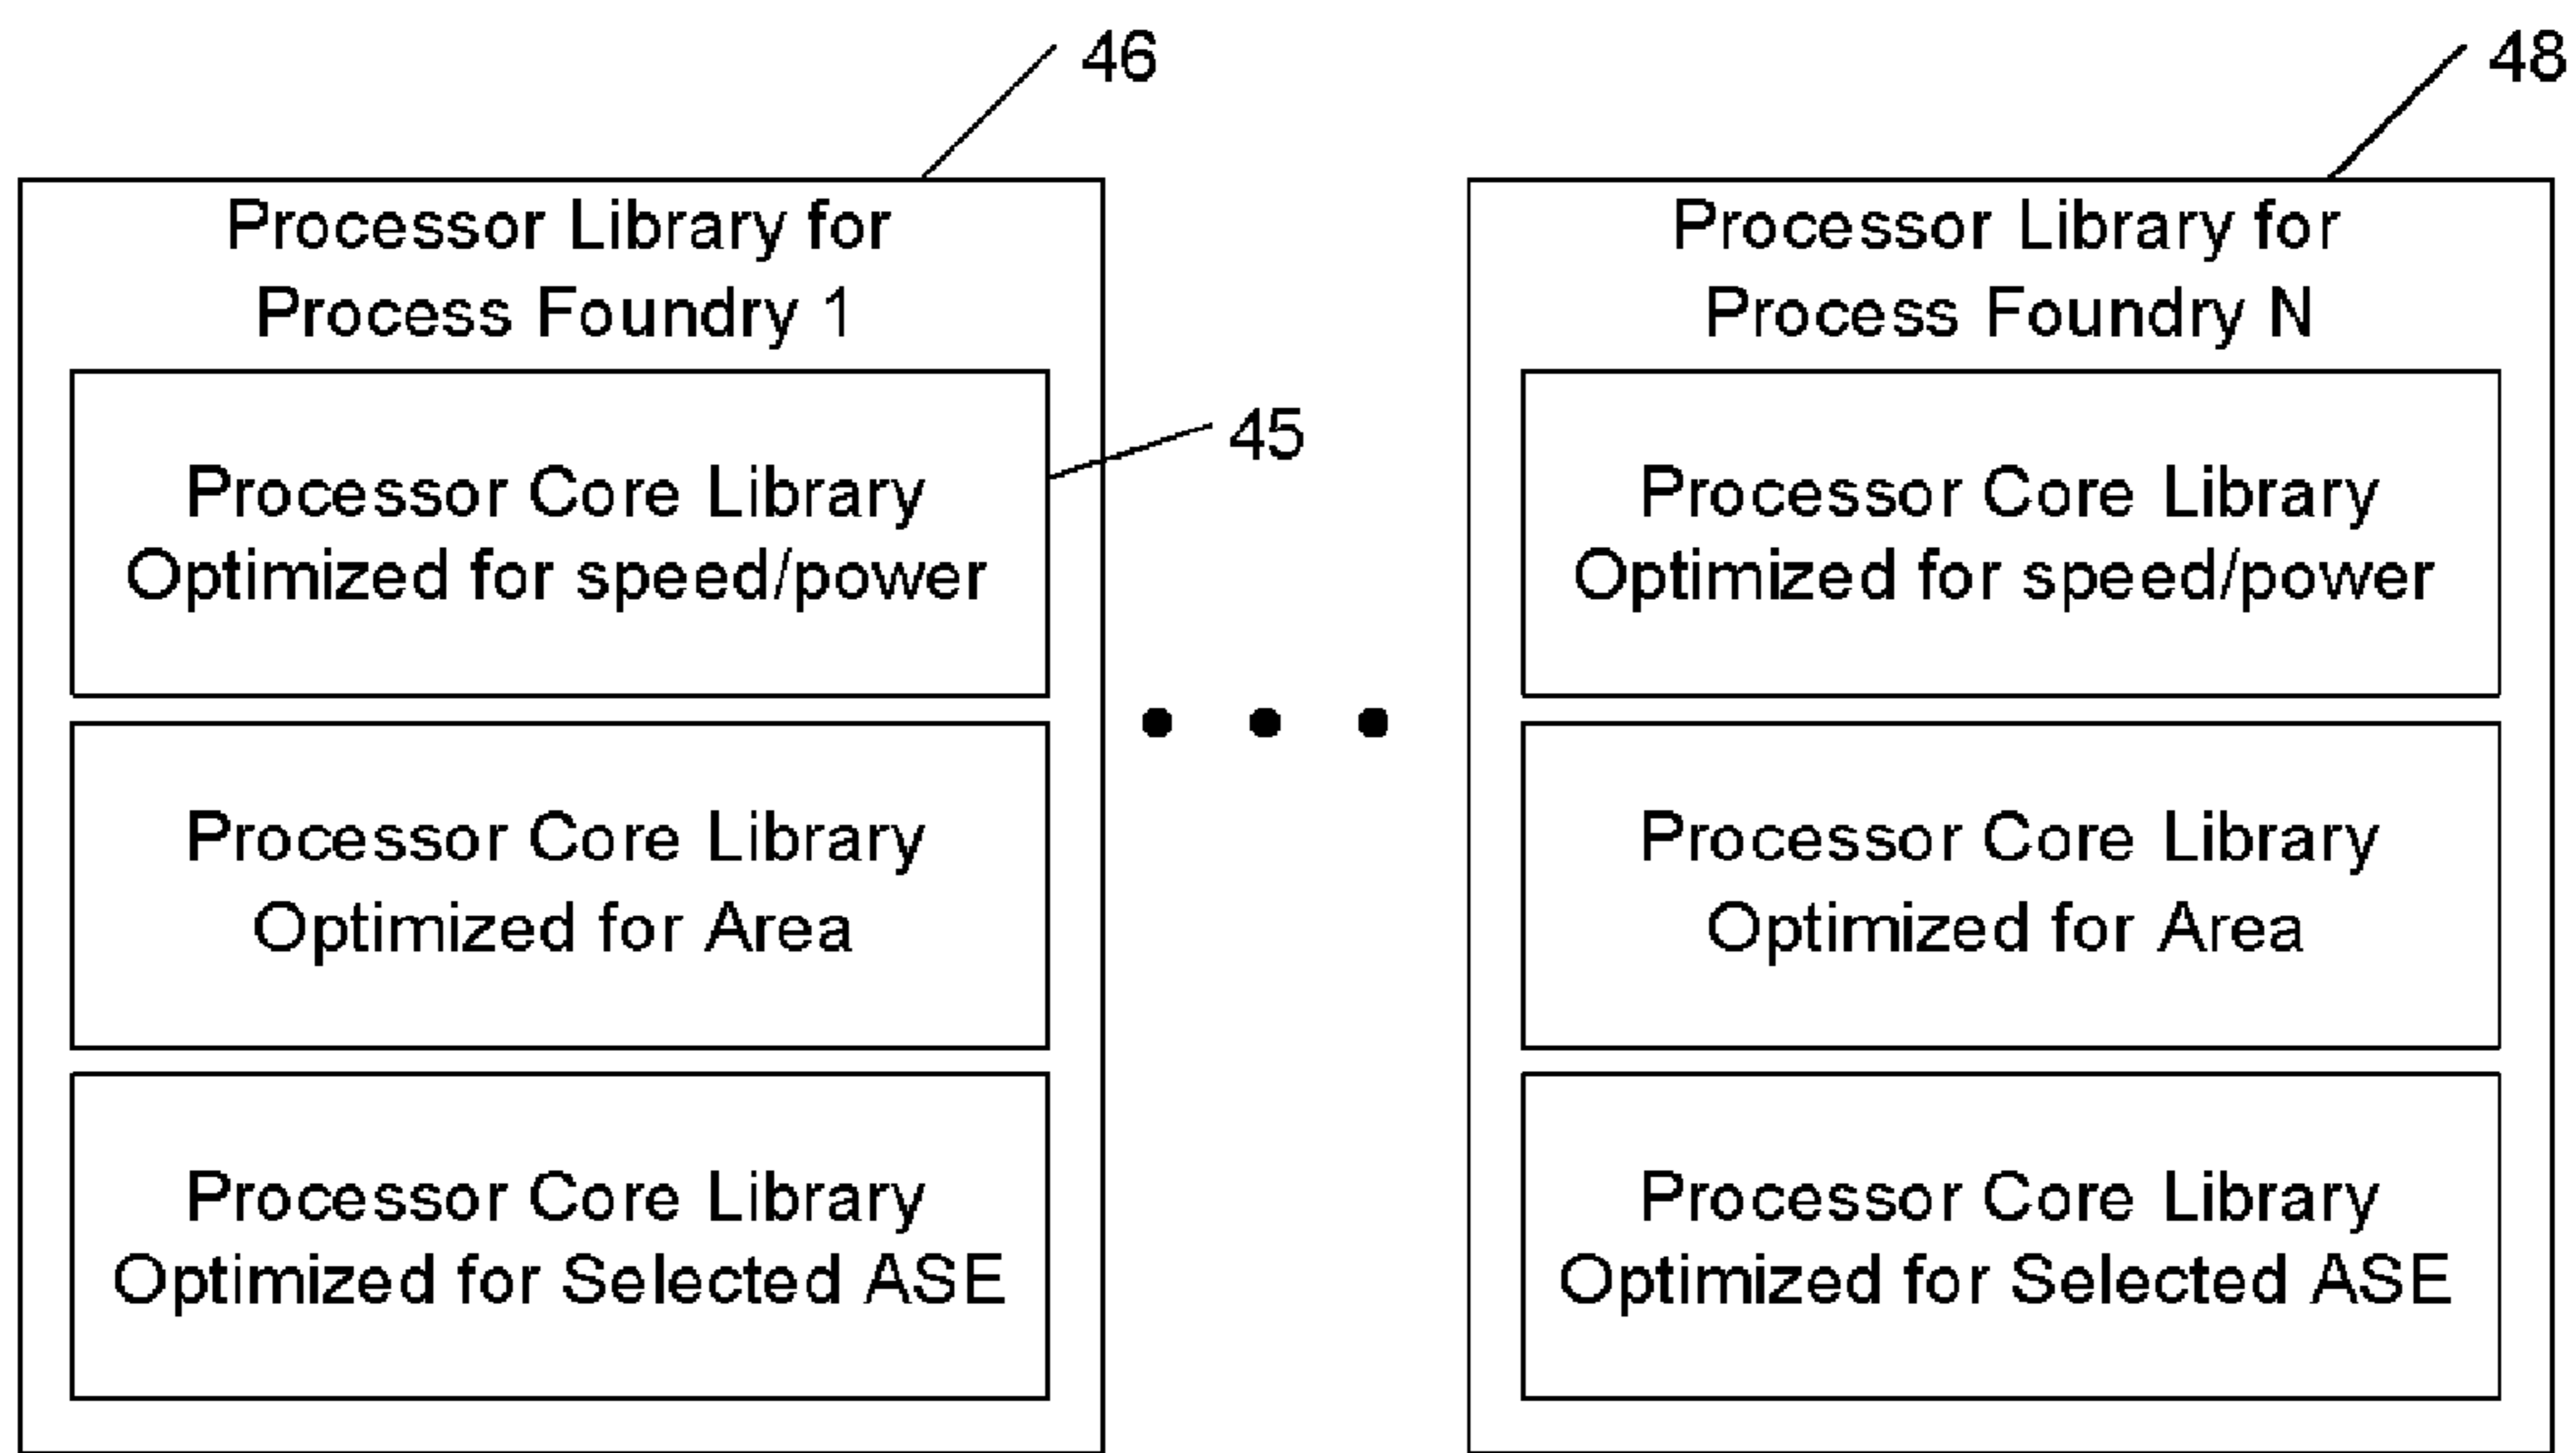 46
48
Processor Library for
Process Foundry 1
Processor Core Library
Optimized for speed/power
45
Processor Core Library
Optimized for Area
Processor Core Library
Optimized for Selected ASE
Processor Library for
Process Foundry N
Processor Core Library
Optimized for speed/power
Processor Core Library
Optimized for Area
Processor Core Library
Optimized for Selected ASE